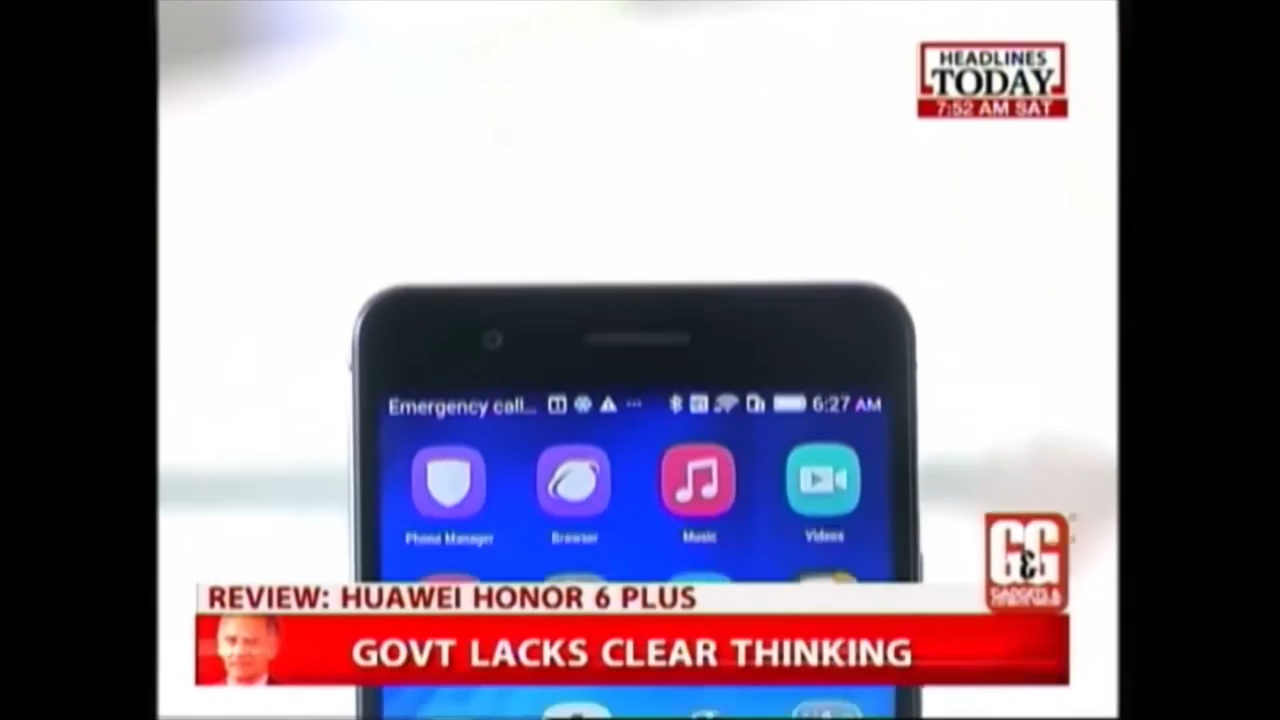 HEADLINES
TODAY
7:52 AM SAT
Emergency call... 6:27 AM
Phone Manager Browser Music Videos
G&G
REVIEW: HUAWEI HONOR 6 PLUS
GOVT LACKS CLEAR THINKING